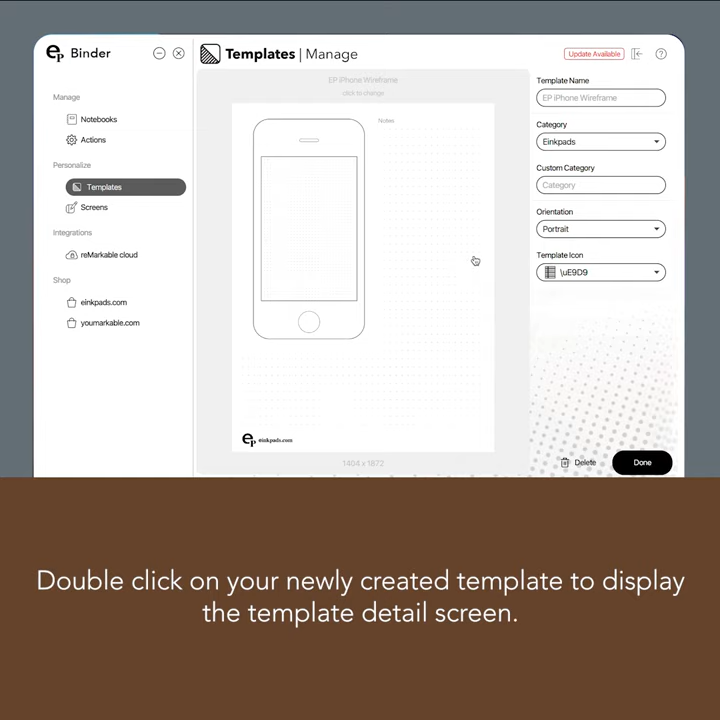 ep Binder
Templates | Manage
Update Available
?
Manage
Notebooks
Actions
Personalize
Templates
Screens
Integrations
reMarkable cloud
Shop
einkpads.com
youmarkable.com
EP iPhone Wireframe
click to change
Notes
ep einkpads.com
1404 x 1872
Template Name
EP iPhone Wireframe
Category
Einkpads
Custom Category
Category
Orientation
Portrait
Template Icon
\uE9D9
Delete
Done
Double click on your newly created template to display
the template detail screen.